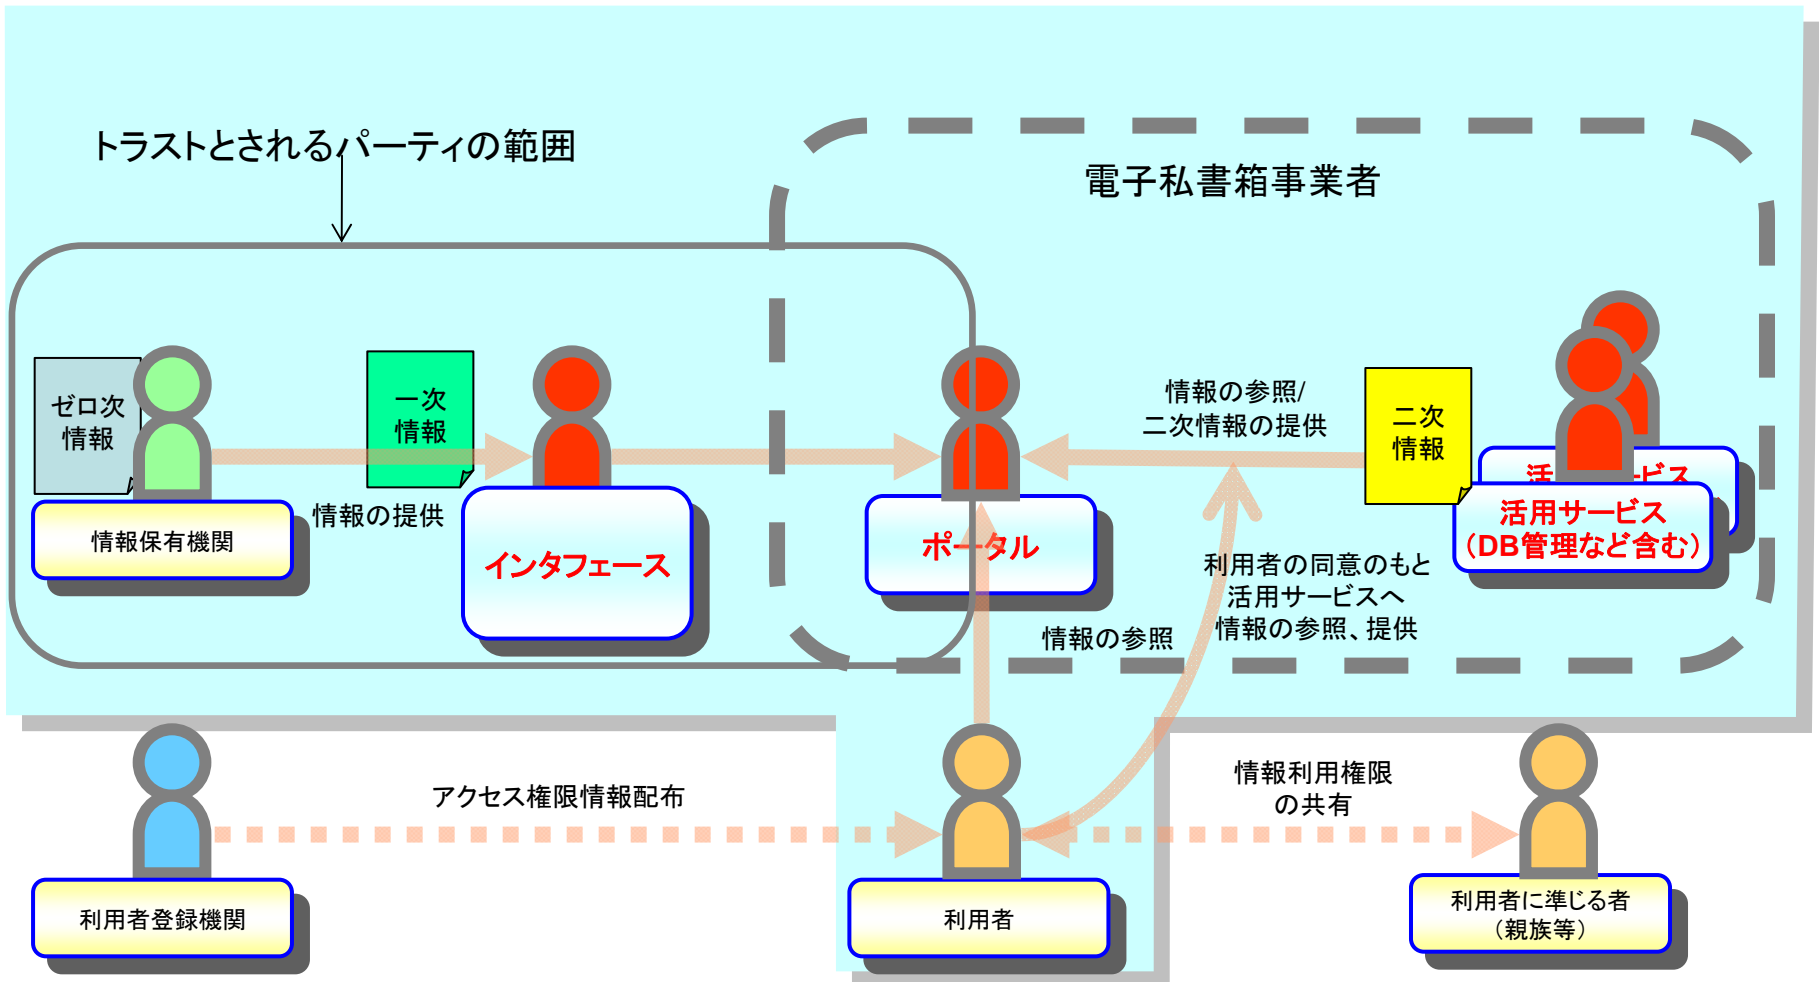 トラストとされるパーティの範囲
電子私書箱事業者
ゼロ次
情報
一次
情報
情報の参照/
二次情報の提供
二次
情報
情報保有機関
情報の提供
インタフェース
ポータル
活用サービス
（DB管理など含む）
活 ービス
利用者の同意のもと
活用サービスへ
情報の参照、提供
情報の参照
アクセス権限情報配布
情報利用権限
の共有
利用者登録機関
利用者
利用者に準じる者
（親族等）